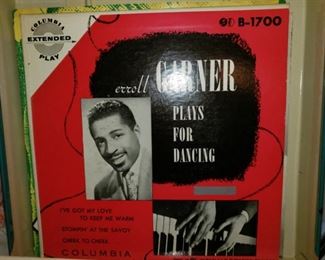 COLUMBIA
EXTENDED
PLAY
B-1700
erroll GARNER
PLAYS
FOR
DANCING
I'VE GOT MY LOVE
TO KEEP ME WARM
STOMPIN' AT THE SAVOY
CHEEK TO CHEEK
COLUMBIA